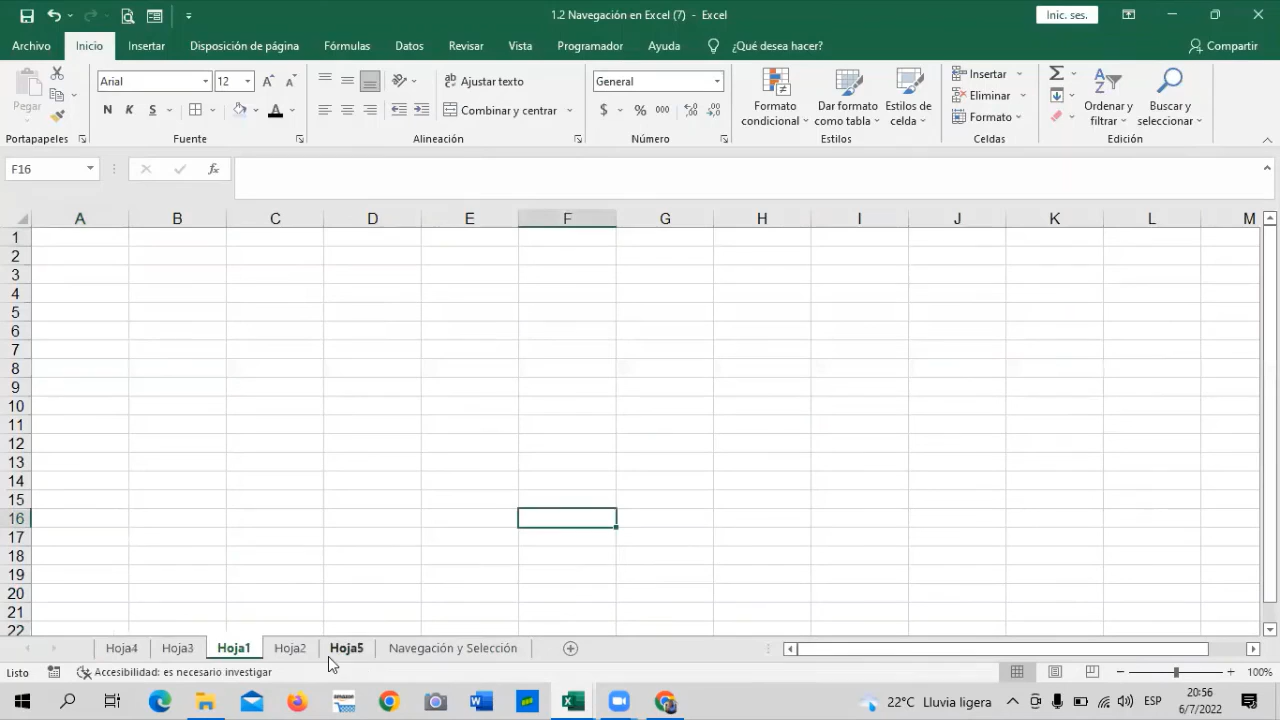 1.2 Navegación en Excel (7) - Excel
Inic. ses.
Archivo Inicio Insertar Disposición de página Fórmulas Datos Revisar Vista Programador Ayuda ¿Qué desea hacer? Compartir
Pegar
Arial 12
N K S
Ajustar texto
Combinar y centrar
General
$ % 000
Formato condicional
Dar formato como tabla
Estilos de celda
Insertar
Eliminar
Formato
Ordenar y filtrar
Buscar y seleccionar
Portapapeles Fuente Alineación Número Estilos Celdas Edición
F16 fx
A B C D E F G H I J K L M
1
2
3
4
5
6
7
8
9
10
11
12
13
14
15
16
17
18
19
20
21
22
Hoja4 Hoja3 Hoja1 Hoja2 Hoja5 Navegación y Selección
Listo Accesibilidad: es necesario investigar 100%
22°C Lluvia ligera ESP 20:56
6/7/2022